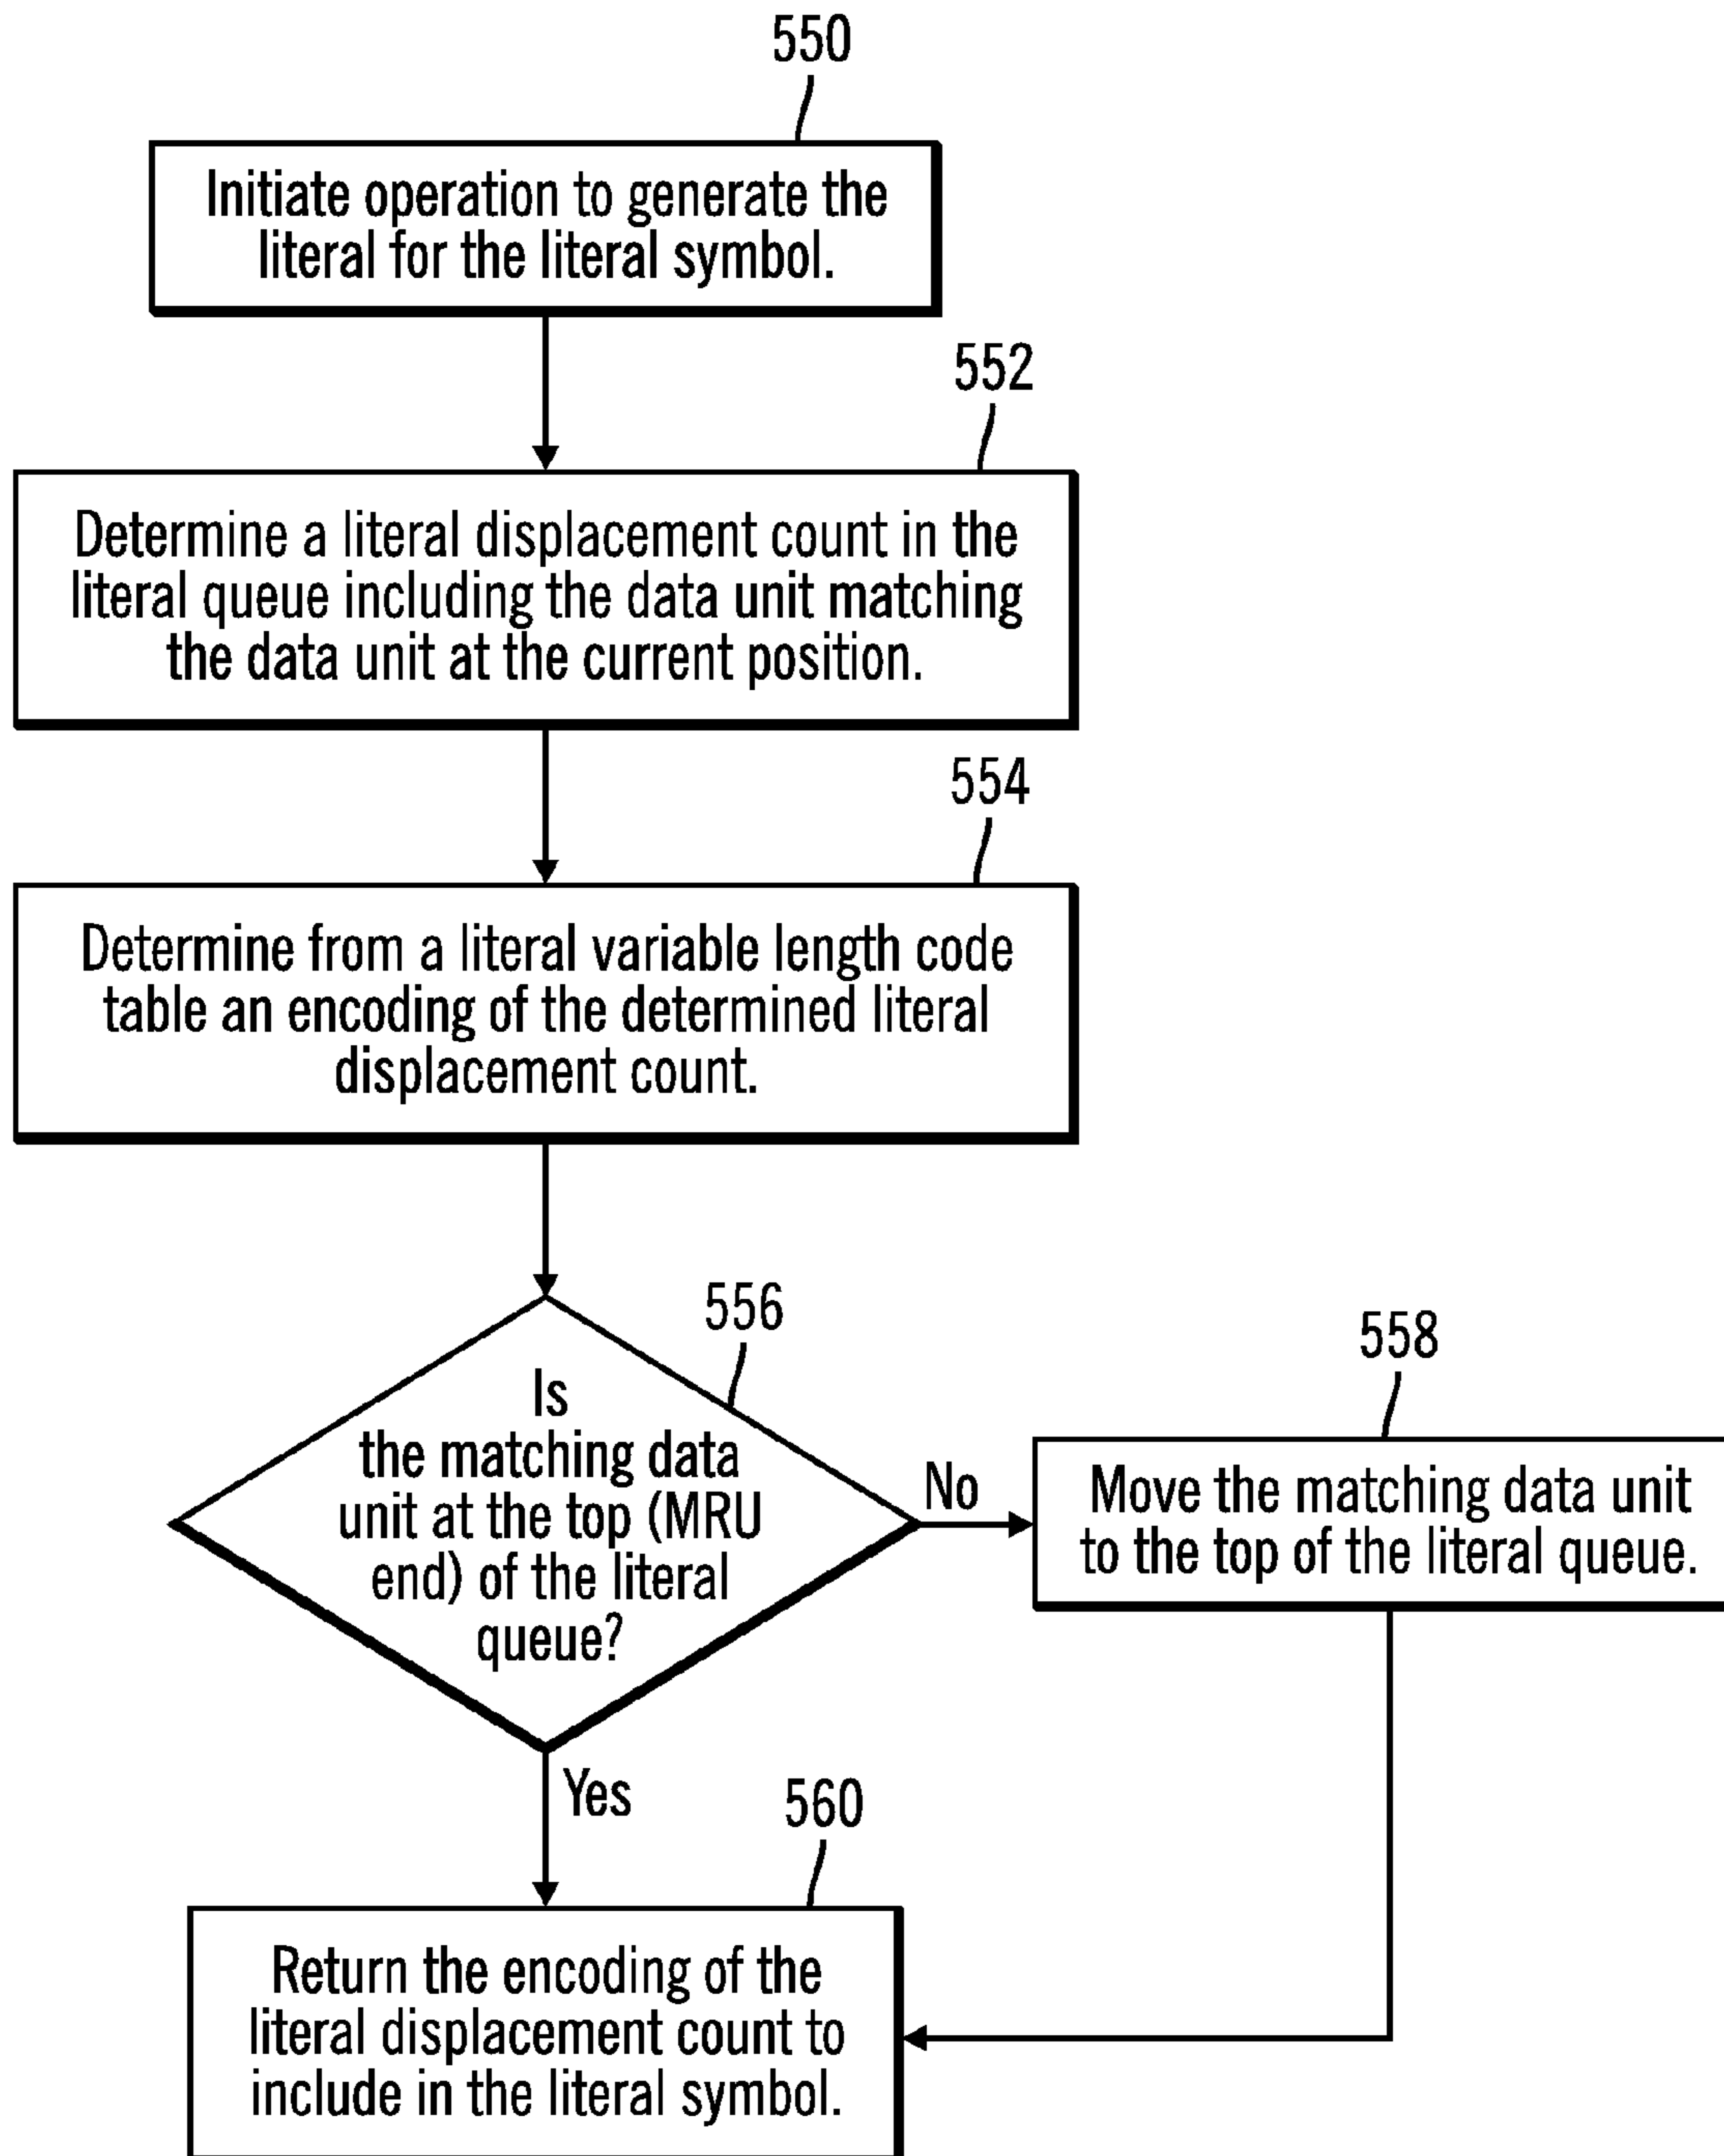 550
Initiate operation to generate the
literal for the literal symbol.
552
Determine a literal displacement count in the
literal queue including the data unit matching
the data unit at the current position.
554
Determine from a literal variable length code
table an encoding of the determined literal
displacement count.
556
Is
the matching data
unit at the top (MRU
end) of the literal
queue?
No
558
Move the matching data unit
to the top of the literal queue.
Yes
560
Return the encoding of the
literal displacement count to
include in the literal symbol.